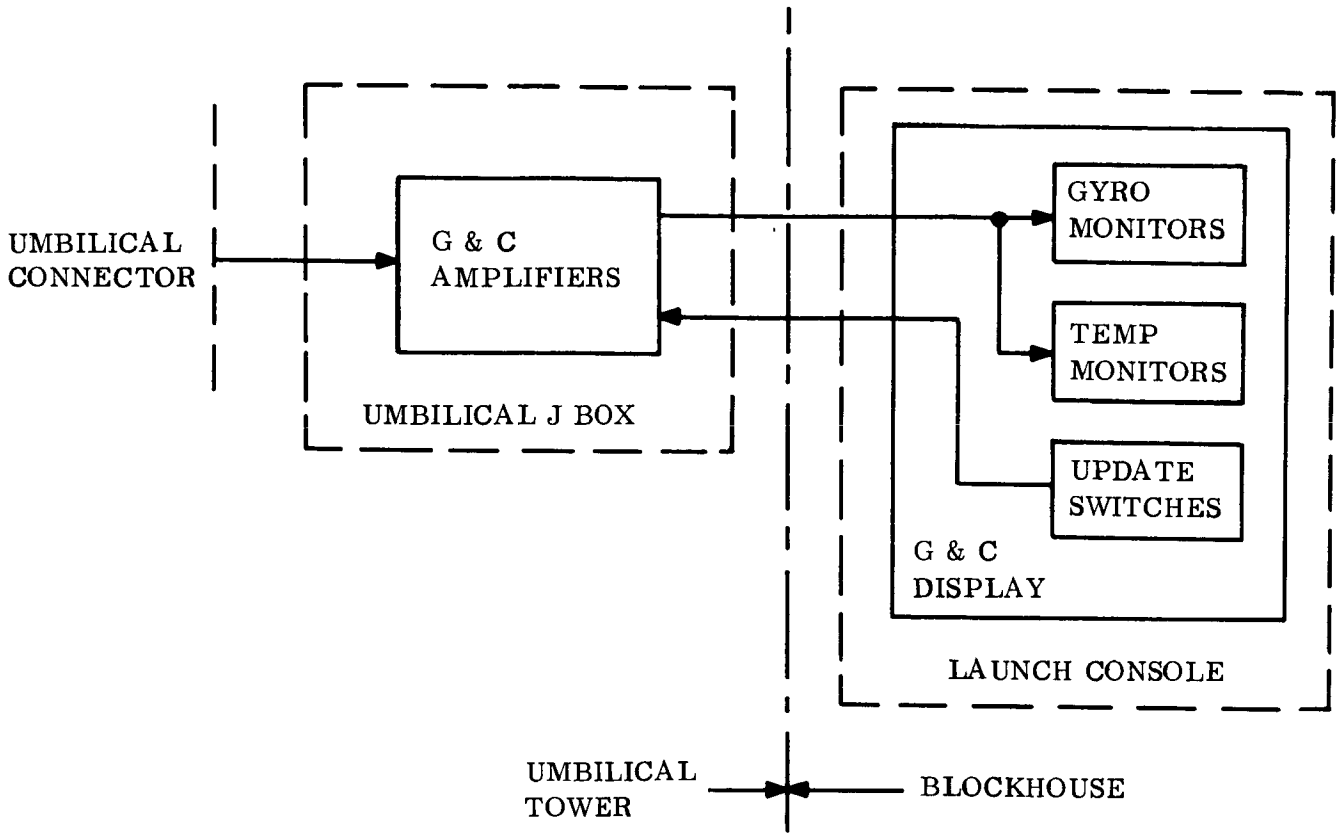 UMBILICAL
CONNECTOR
G & C
AMPLIFIERS
UMBILICAL J BOX
GYRO
MONITORS
TEMP
MONITORS
UPDATE
SWITCHES
G & C
DISPLAY
LAUNCH CONSOLE
UMBILICAL
TOWER
BLOCKHOUSE